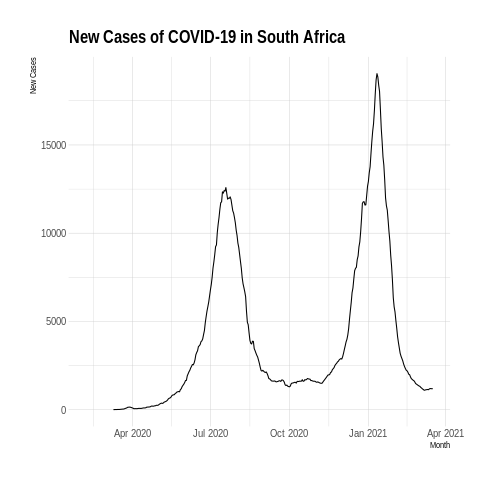 New Cases of COVID-19 in South Africa
New Cases
15000
10000
5000
0
Apr 2020
Jul 2020
Oct 2020
Jan 2021
Apr 2021
Month